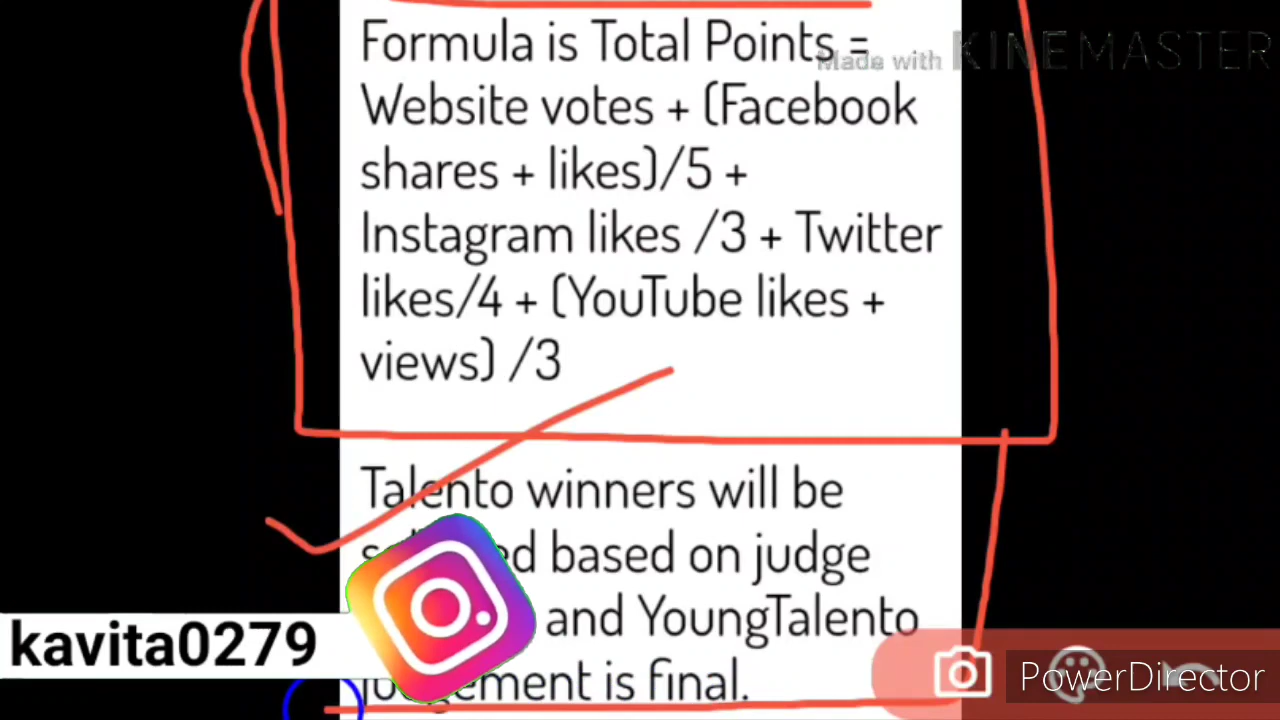 Formula is Total Points =
Made with KINEMASTER
Website votes + (Facebook
shares + likes)/5 +
Instagram likes /3 + Twitter
likes/4 + (YouTube likes +
views) /3
Talento winners will be
based on judge
and YoungTalento
is final.
kavita0279
PowerDirector